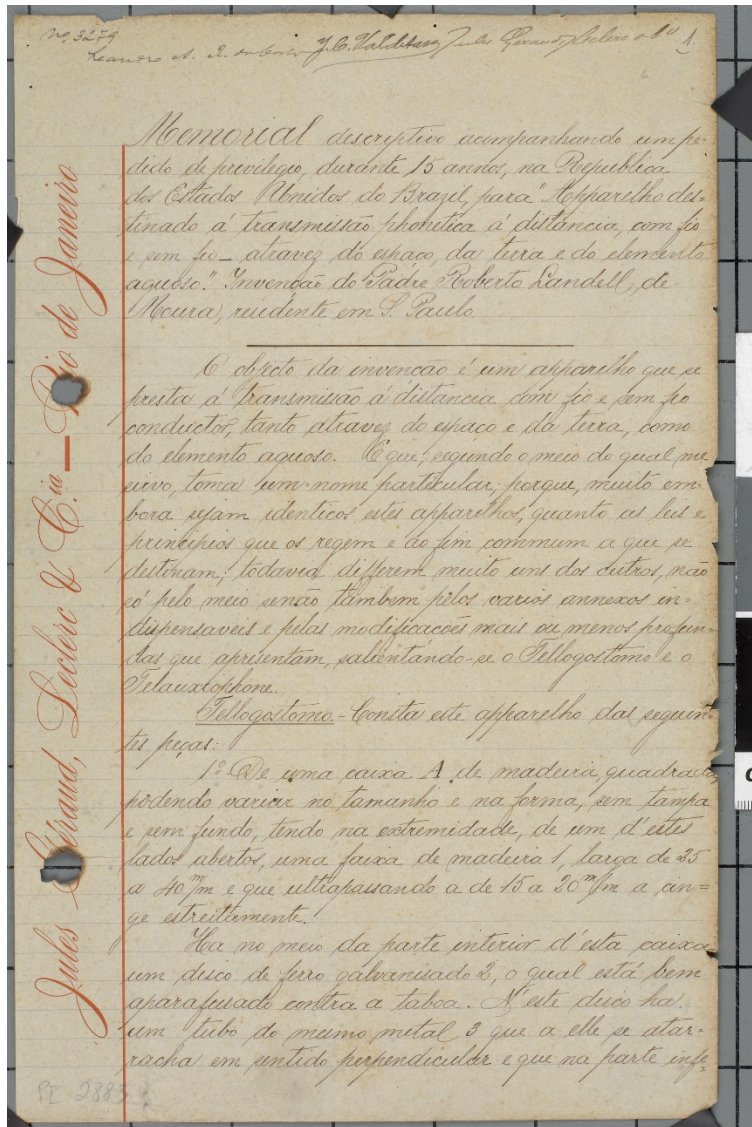 Nº 3279
J. C. Jules Géraud, Leclerc & Cⁱᵉ 1.
Memorial descriptivo acompanhando um pe-
dido de privilegio, durante 15 annos, na Republica
dos Estados Unidos do Brazil, para "Apparelho des-
tinado á transmissão phonetica á distancia, com fio
e sem fio – atravez do espaço, da terra e do elemento
aquoso." Invenção do Padre Roberto Landell, de
Moura, residente em S. Paulo
O objecto da invenção é um apparelho que se
presta á transmissão á distancia com fio e sem fio
conductor, tanto atravez do espaço e da terra, como
do elemento aquoso. E que, segundo o meio do qual me
sirvo, toma um nome particular; porque, muito em-
bora sejam identicos estes apparelhos, quanto as leis e
principios que os regem e ao fim commum a que se
destinam; todavia differem muito uns dos outros, não
só pelo meio senão tambem pelos varios annexos in-
dispensaveis e pelas modificacões mais ou menos profun-
das que apresentam, salientando-se o Tellogostomo e o
Telauxiophone.
Tellogostomo. - Consta este apparelho das seguin-
tes peças:
1º De uma caixa A de madeira, quadrada,
podendo variar no tamanho e na forma, sem tampa
e sem fundo, tendo na extremidade, de um d'estes
lados abertos, uma faixa de madeira 1, larga de 35
a 40 m/m e que ultrapassando a de 15 a 20 m/m a cin-
ge estreitamente.
Ha no meio da parte interior d'esta caixa
um disco de ferro galvanisado 2, o qual está bem
aparafusado contra a taboa. N'este disco ha
um tubo do mesmo metal 3 que a elle se atar-
racha em sentido perpendicular e que na parte infe-
Jules Géraud, Leclerc & Cⁱᵃ — Rio de Janeiro
PI 2883